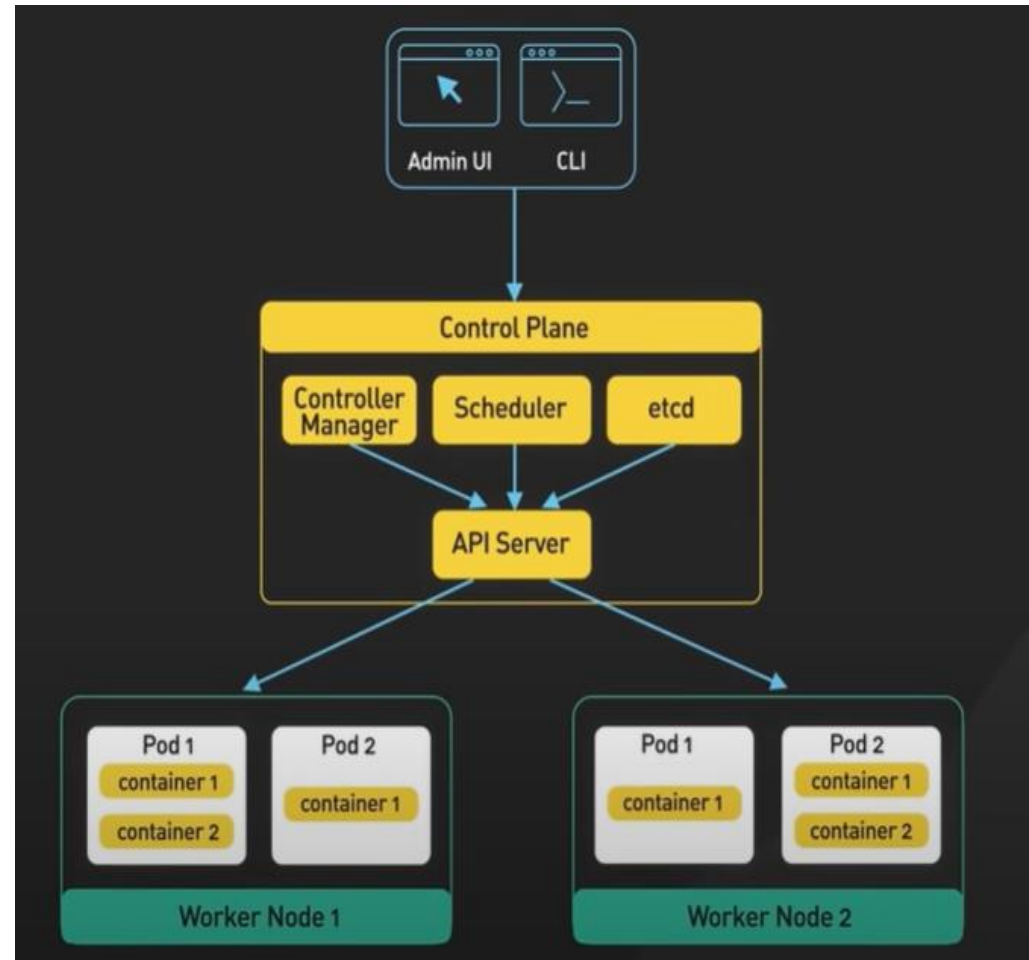 Admin UI
CLI
Control Plane
Controller
Manager
Scheduler
etcd
API Server
Pod 1
container 1
container 2
Pod 2
container 1
Worker Node 1
Pod 1
container 1
Pod 2
container 1
container 2
Worker Node 2